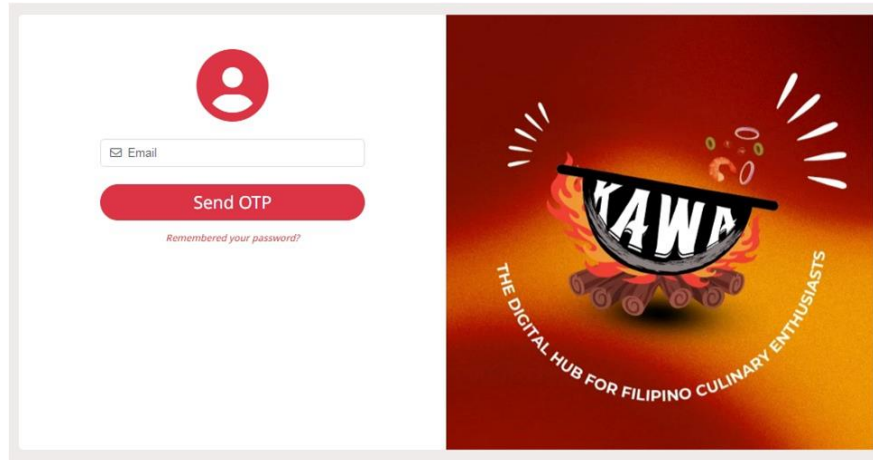 Email
Send OTP
Remembered your password?
KAWA
THE DIGITAL HUB FOR FILIPINO CULINARY ENTHUSIASTS